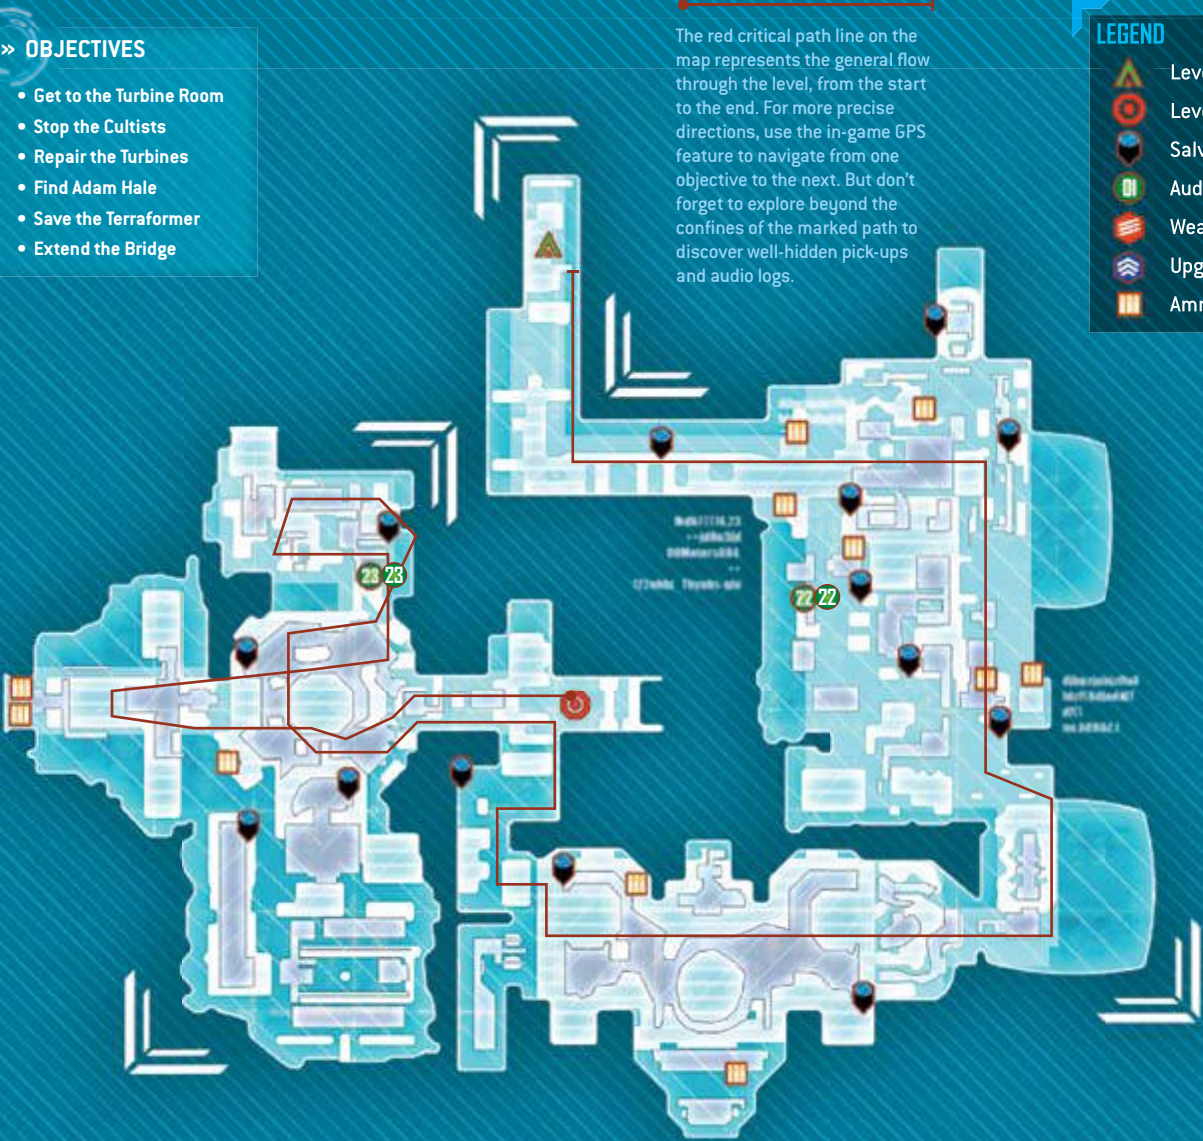 » OBJECTIVES
• Get to the Turbine Room
• Stop the Cultists
• Repair the Turbines
• Find Adam Hale
• Save the Terraformer
• Extend the Bridge
The red critical path line on the
map represents the general flow
through the level, from the start
to the end. For more precise
directions, use the in-game GPS
feature to navigate from one
objective to the next. But don't
forget to explore beyond the
confines of the marked path to
discover well-hidden pick-ups
and audio logs.
LEGEND
Leve
Leve
Salv
01 Aud
Wea
Upg
Amm
23 23
22 22